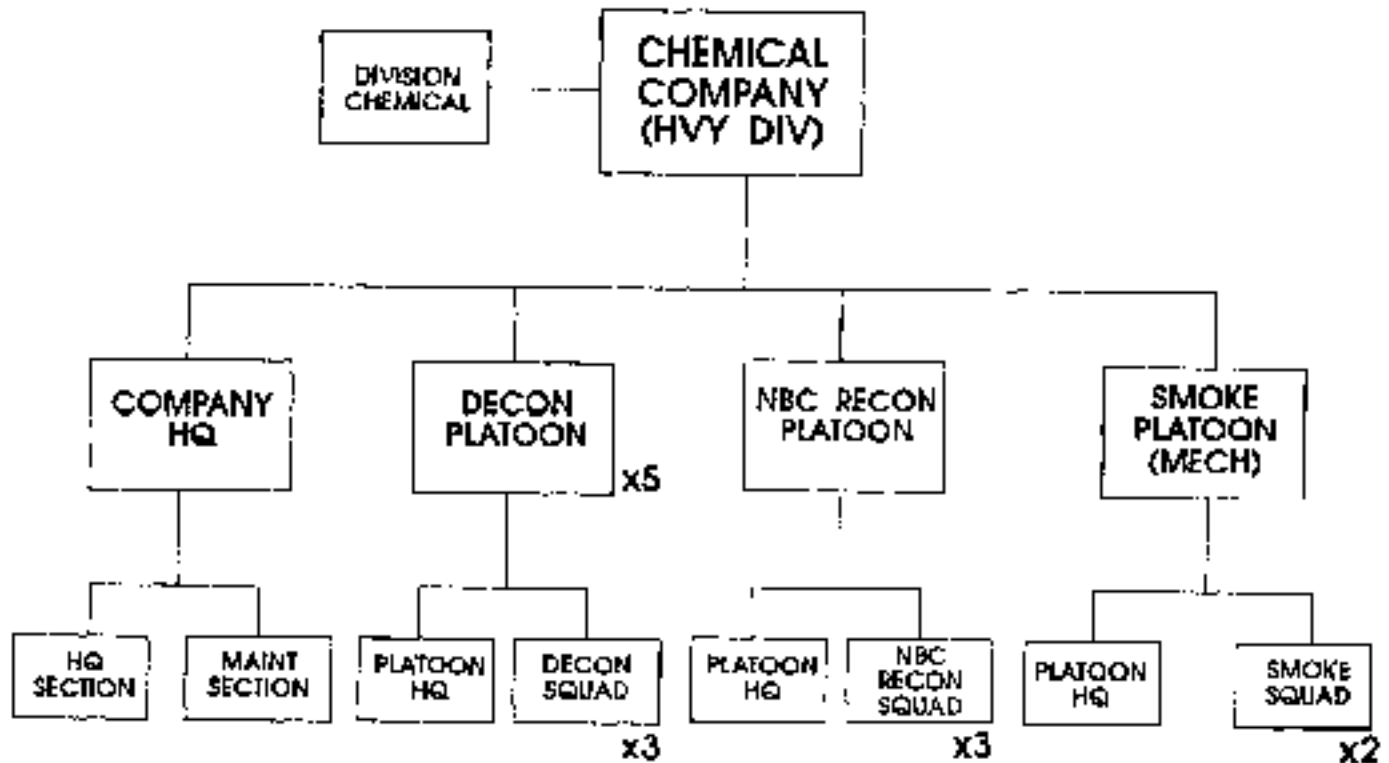 DIVISION
CHEMICAL
CHEMICAL
COMPANY
(HVY DIV)
COMPANY
HQ
DECON
PLATOON
x5
NBC RECON
PLATOON
SMOKE
PLATOON
(MECH)
HQ
SECTION
MAINT
SECTION
PLATOON
HQ
DECON
SQUAD
x3
PLATOON
HQ
NBC
RECON
SQUAD
x3
PLATOON
HQ
SMOKE
SQUAD
x2